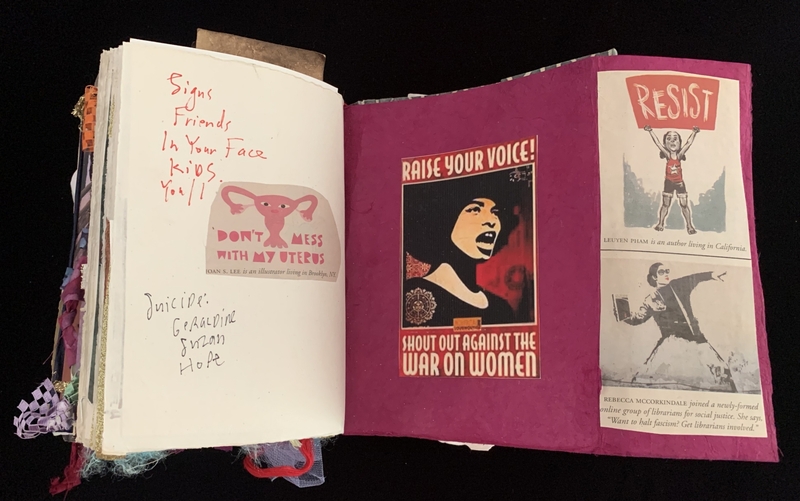 Signs
Friends
In Your Face
KIDS
You/I
DON'T MESS
WITH MY UTERUS
JOAN S. LEE is an illustrator living in Brooklyn, NY.
Suicide:
GERALDINE
Susan
HOPE
RAISE YOUR VOICE!
SHOUT OUT AGAINST THE
WAR ON WOMEN
RESIST
LEUYEN PHAM is an author living in California.
REBECCA MCCORKINDALE joined a newly-formed
online group of librarians for social justice. She says,
"Want to halt fascism? Get librarians involved."